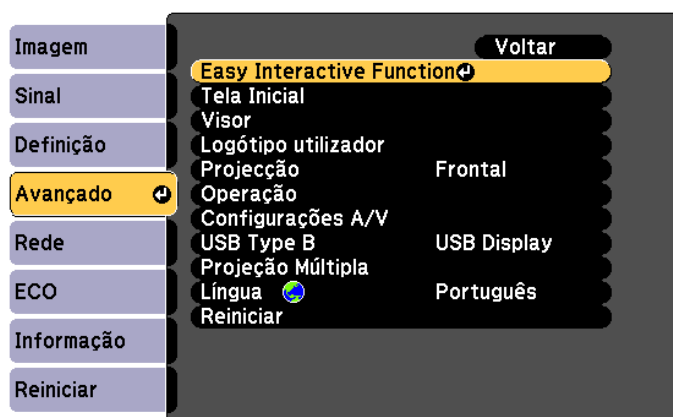 Imagem
Sinal
Definição
Avançado
Rede
ECO
Informação
Reiniciar
Voltar
Easy Interactive Function
Tela Inicial
Visor
Logótipo utilizador
Projecção Frontal
Operação
Configurações A/V
USB Type B USB Display
Projeção Múltipla
Língua Português
Reiniciar